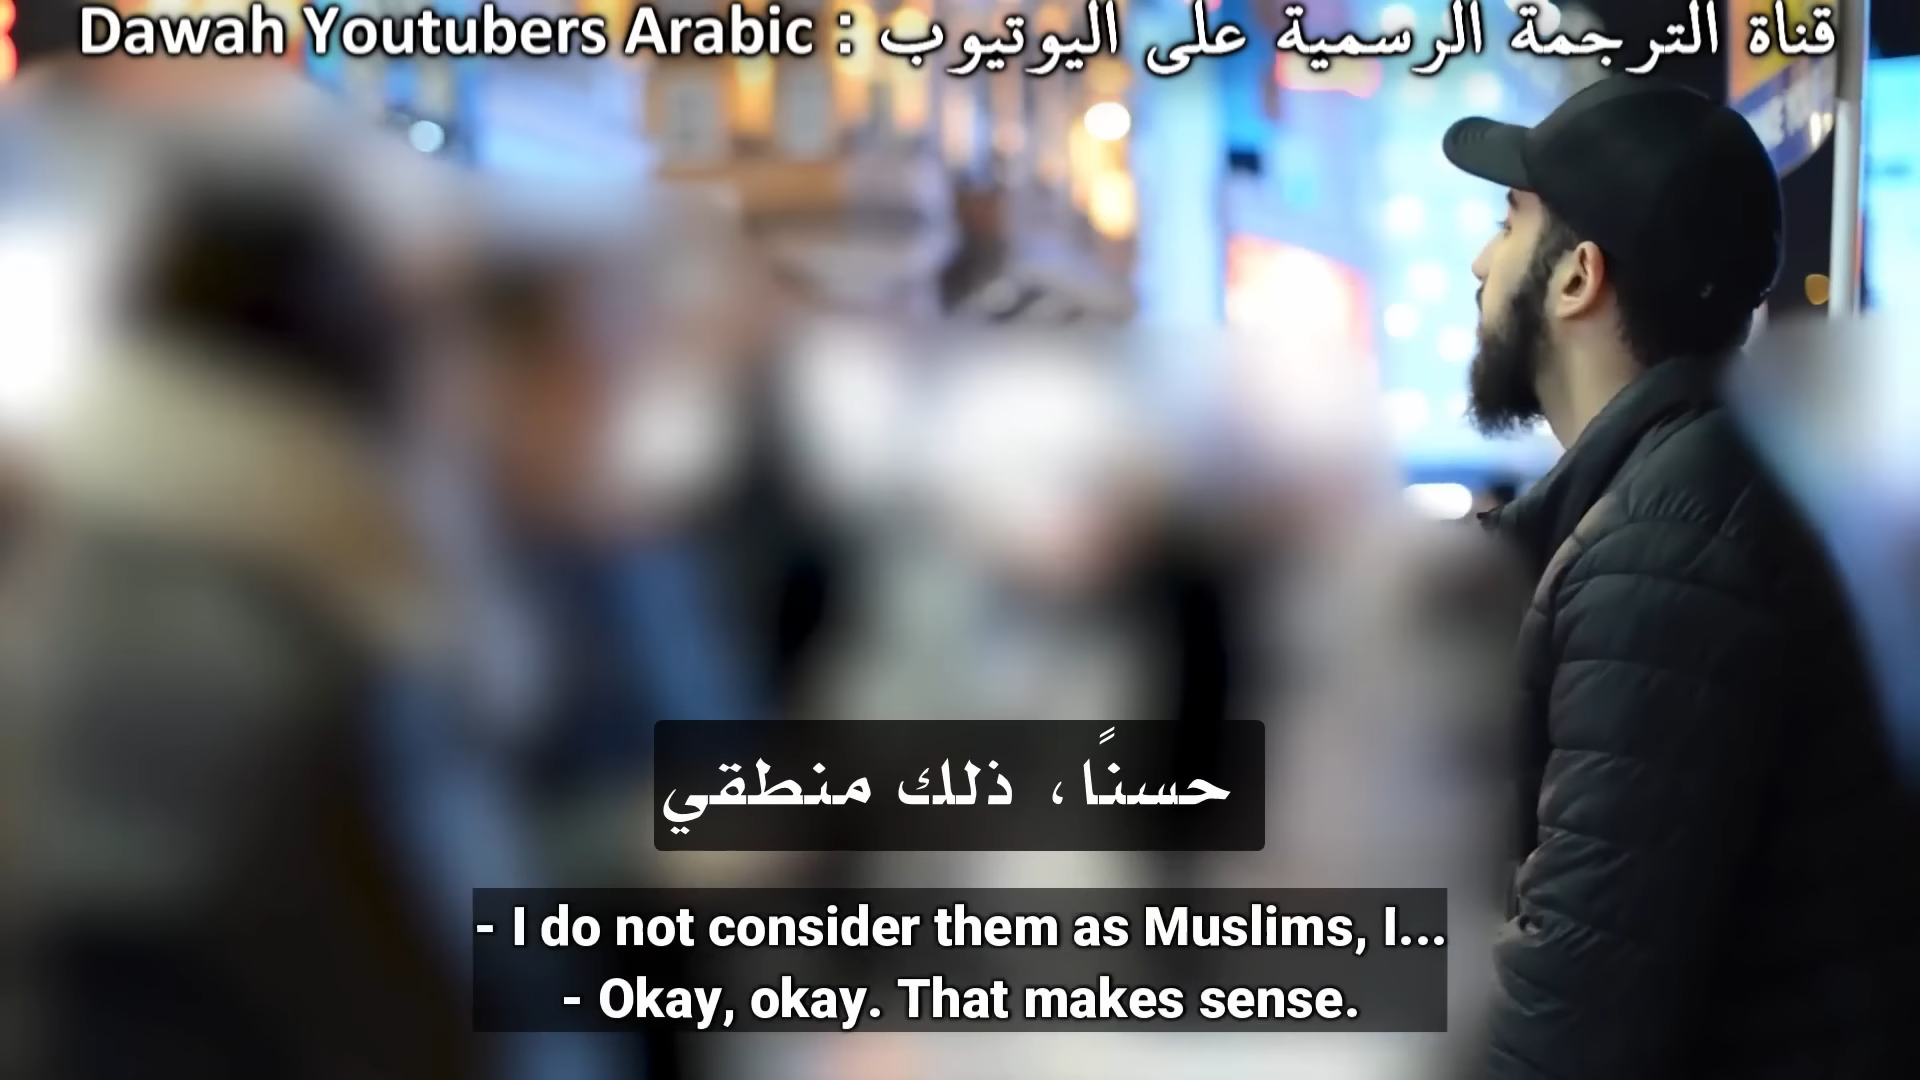 قناة الترجمة الرسمية على اليوتيوب : Dawah Youtubers Arabic
حسنًا، ذلك منطقي
- I do not consider them as Muslims, I...
- Okay, okay. That makes sense.